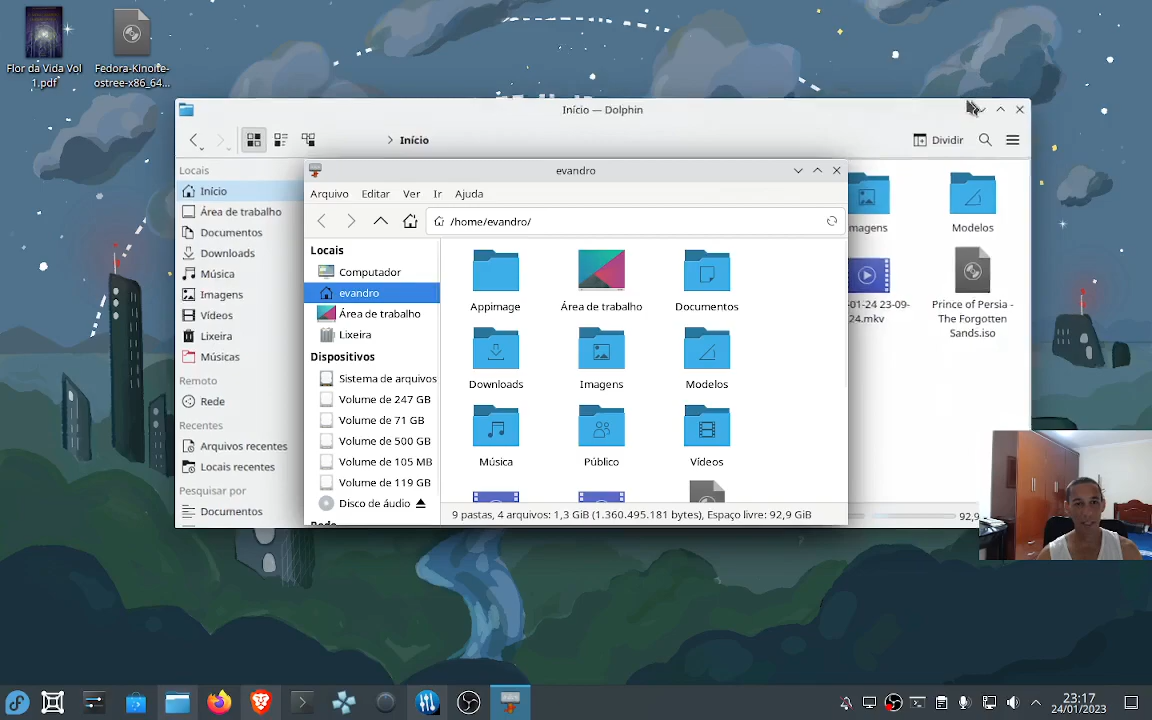 Flor da Vida Vol
1.pdf
Fedora-Kinoite-
ostree-x86_64...
Início — Dolphin
Início
Dividir
Locais
Início
Área de trabalho
Documentos
Downloads
Música
Imagens
Vídeos
Lixeira
Músicas
Remoto
Rede
Recentes
Arquivos recentes
Locais recentes
Pesquisar por
Documentos
magens
Modelos
-01-24 23-09-
24.mkv
Prince of Persia -
The Forgotten
Sands.iso
92,9
evandro
Arquivo
Editar
Ver
Ir
Ajuda
/home/evandro/
Locais
Computador
evandro
Área de trabalho
Lixeira
Dispositivos
Sistema de arquivos
Volume de 247 GB
Volume de 71 GB
Volume de 500 GB
Volume de 105 MB
Volume de 119 GB
Disco de áudio
Appimage
Área de trabalho
Documentos
Downloads
Imagens
Modelos
Música
Público
Vídeos
9 pastas, 4 arquivos: 1,3 GiB (1.360.495.181 bytes), Espaço livre: 92,9 GiB
23:17
24/01/2023